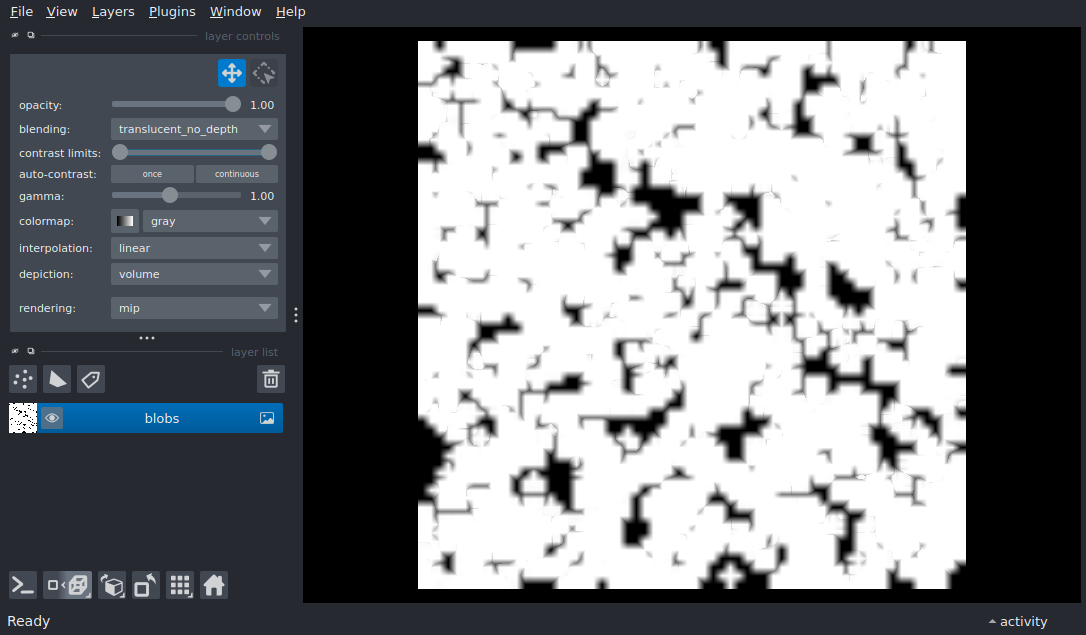 File View Layers Plugins Window Help
layer controls
opacity: 1.00
blending: translucent_no_depth
contrast limits:
auto-contrast: once continuous
gamma: 1.00
colormap: gray
interpolation: linear
depiction: volume
rendering: mip
layer list
blobs
Ready
activity